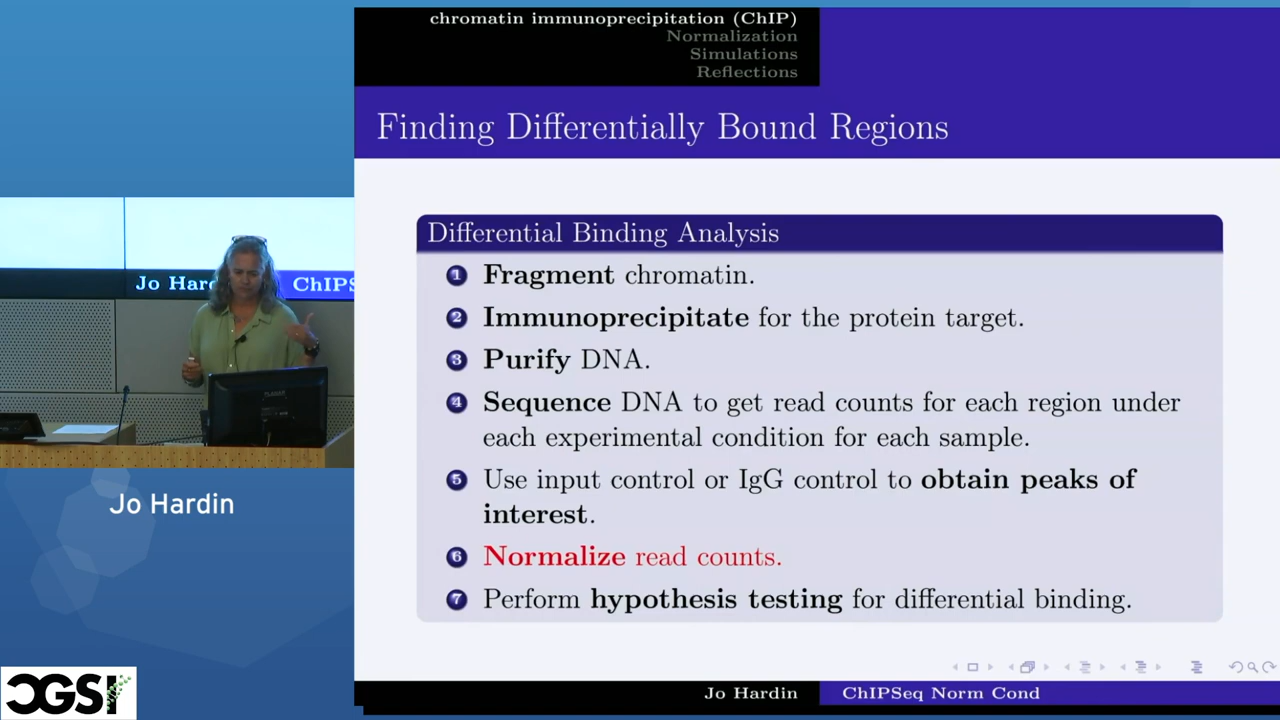 chromatin immunoprecipitation (ChIP)
Normalization
Simulations
Reflections
Finding Differentially Bound Regions
Differential Binding Analysis
1 Fragment chromatin.
2 Immunoprecipitate for the protein target.
3 Purify DNA.
4 Sequence DNA to get read counts for each region under
each experimental condition for each sample.
5 Use input control or IgG control to obtain peaks of
interest.
6 Normalize read counts.
7 Perform hypothesis testing for differential binding.
Jo Hardin
ChIPSeq Norm Cond
Jo Hard
ChIPS
Jo Hardin
CGSI